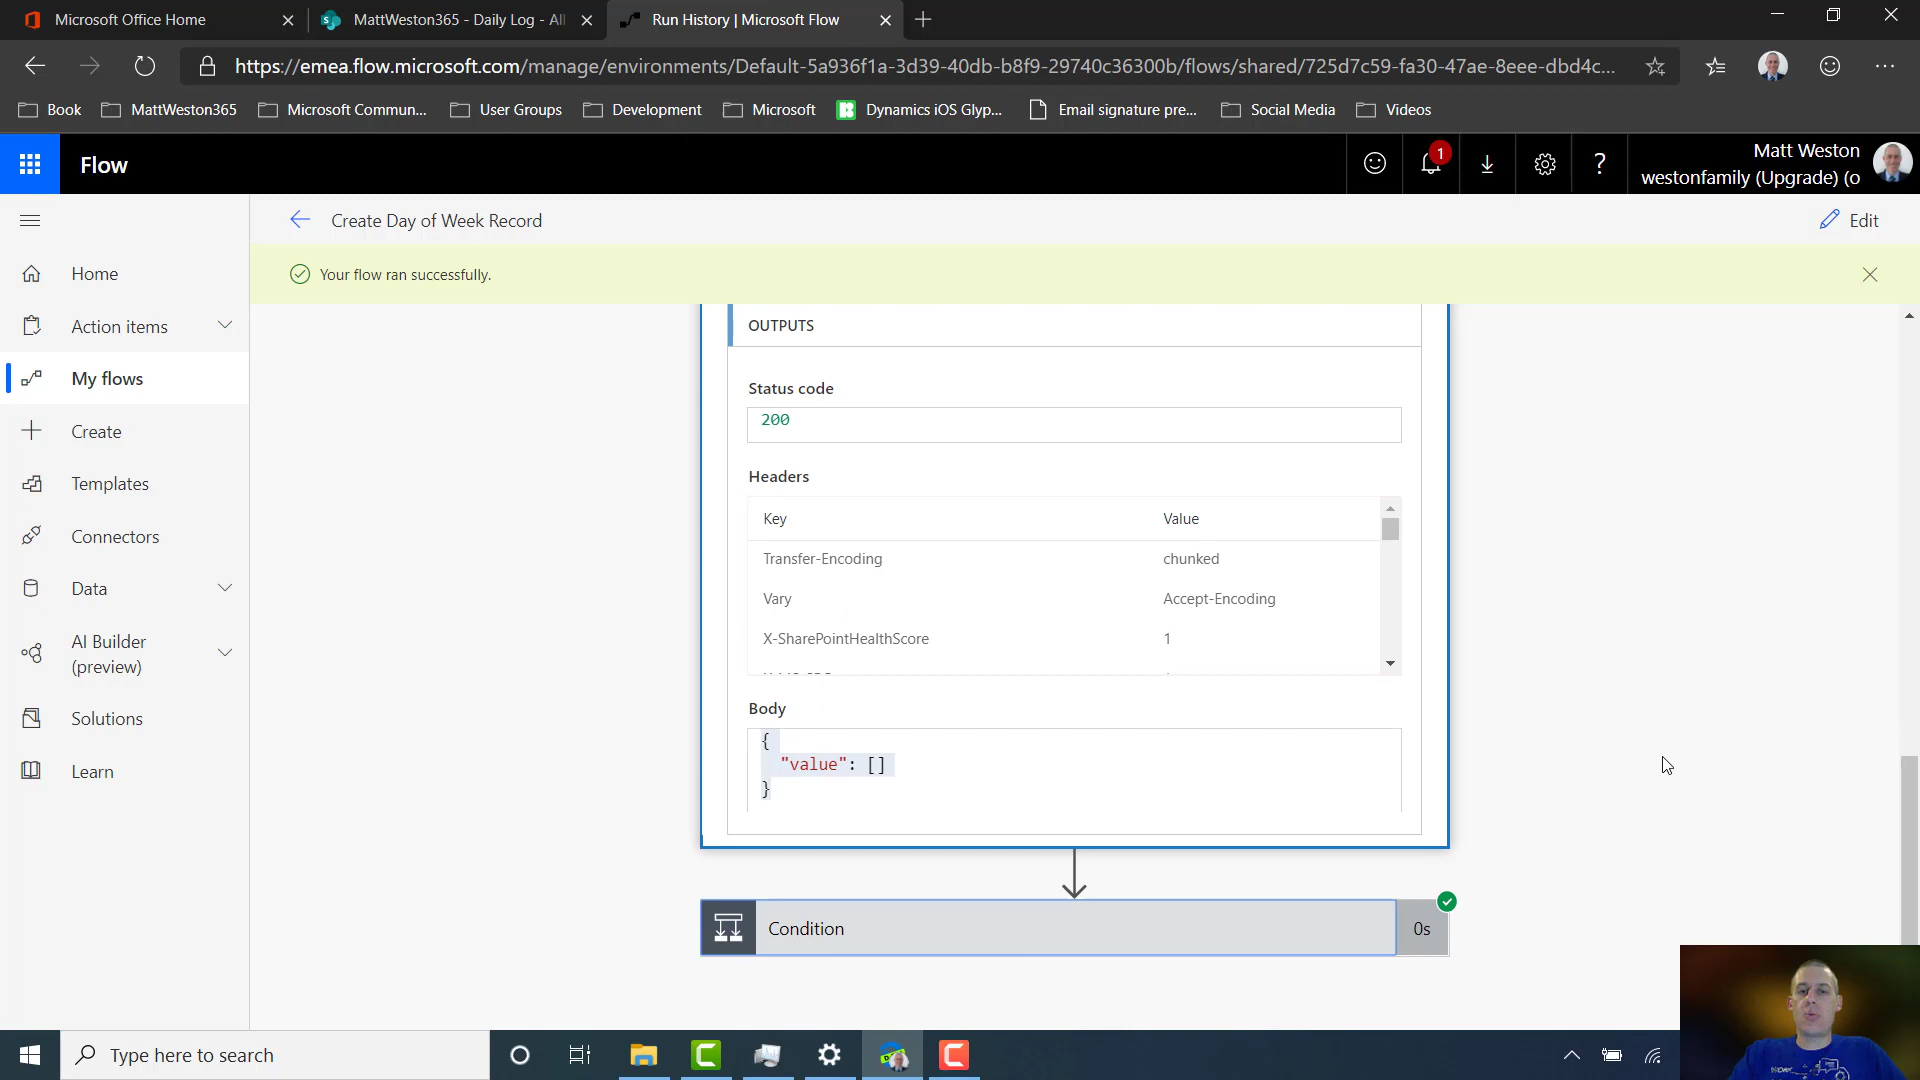 Microsoft Office Home
MattWeston365 - Daily Log - All
Run History | Microsoft Flow
https://emea.flow.microsoft.com/manage/environments/Default-5a936f1a-3d39-40db-b8f9-29740c36300b/flows/shared/725d7c59-fa30-47ae-8eee-dbd4c...
Book
MattWeston365
Microsoft Commun...
User Groups
Development
Microsoft
Dynamics iOS Glyp...
Email signature pre...
Social Media
Videos
Flow
1
?
Matt Weston
westonfamily (Upgrade) (o
Create Day of Week Record
Edit
Your flow ran successfully.
Home
Action items
My flows
Create
Templates
Connectors
Data
AI Builder
(preview)
Solutions
Learn
OUTPUTS
Status code
200
Headers
Key Value
Transfer-Encoding chunked
Vary Accept-Encoding
X-SharePointHealthScore 1
Body
{
"value": []
}
Condition
0s
Type here to search